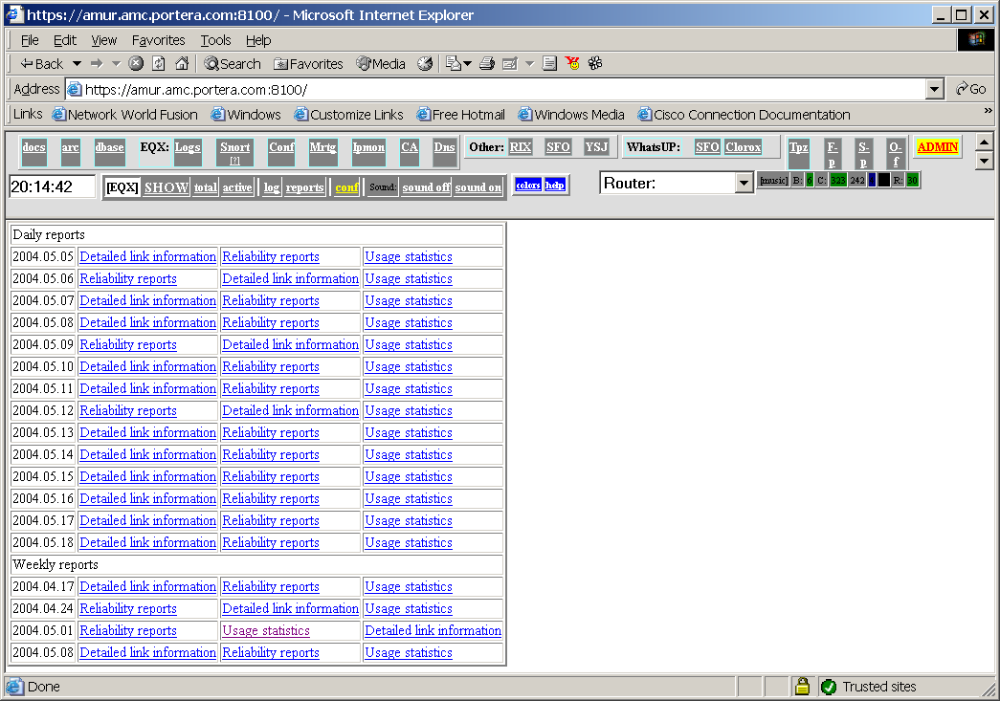 https://amur.amc.portera.com:8100/ - Microsoft Internet Explorer
File Edit View Favorites Tools Help
Back Search Favorites Media
Address https://amur.amc.portera.com:8100/ Go
Links Network World Fusion Windows Customize Links Free Hotmail Windows Media Cisco Connection Documentation »
docs arc dbase EQX: Logs Snort [?] Conf Mrtg Ipmon CA Dns Other: RIX SFO YSJ WhatsUP: SFO Clorox Tpz F-p S-p O-f ADMIN
20:14:42 [EQX] SHOW total active log reports conf Sound: sound off sound on colors help Router: [music] B: 6 C: 323 242 R: 30
Daily reports
2004.05.05 Detailed link information Reliability reports Usage statistics
2004.05.06 Reliability reports Detailed link information Usage statistics
2004.05.07 Detailed link information Reliability reports Usage statistics
2004.05.08 Detailed link information Reliability reports Usage statistics
2004.05.09 Reliability reports Detailed link information Usage statistics
2004.05.10 Detailed link information Reliability reports Usage statistics
2004.05.11 Detailed link information Reliability reports Usage statistics
2004.05.12 Reliability reports Detailed link information Usage statistics
2004.05.13 Detailed link information Reliability reports Usage statistics
2004.05.14 Detailed link information Reliability reports Usage statistics
2004.05.15 Detailed link information Reliability reports Usage statistics
2004.05.16 Detailed link information Reliability reports Usage statistics
2004.05.17 Detailed link information Reliability reports Usage statistics
2004.05.18 Detailed link information Reliability reports Usage statistics
Weekly reports
2004.04.17 Detailed link information Reliability reports Usage statistics
2004.04.24 Reliability reports Detailed link information Usage statistics
2004.05.01 Reliability reports Usage statistics Detailed link information
2004.05.08 Detailed link information Reliability reports Usage statistics
Done Trusted sites